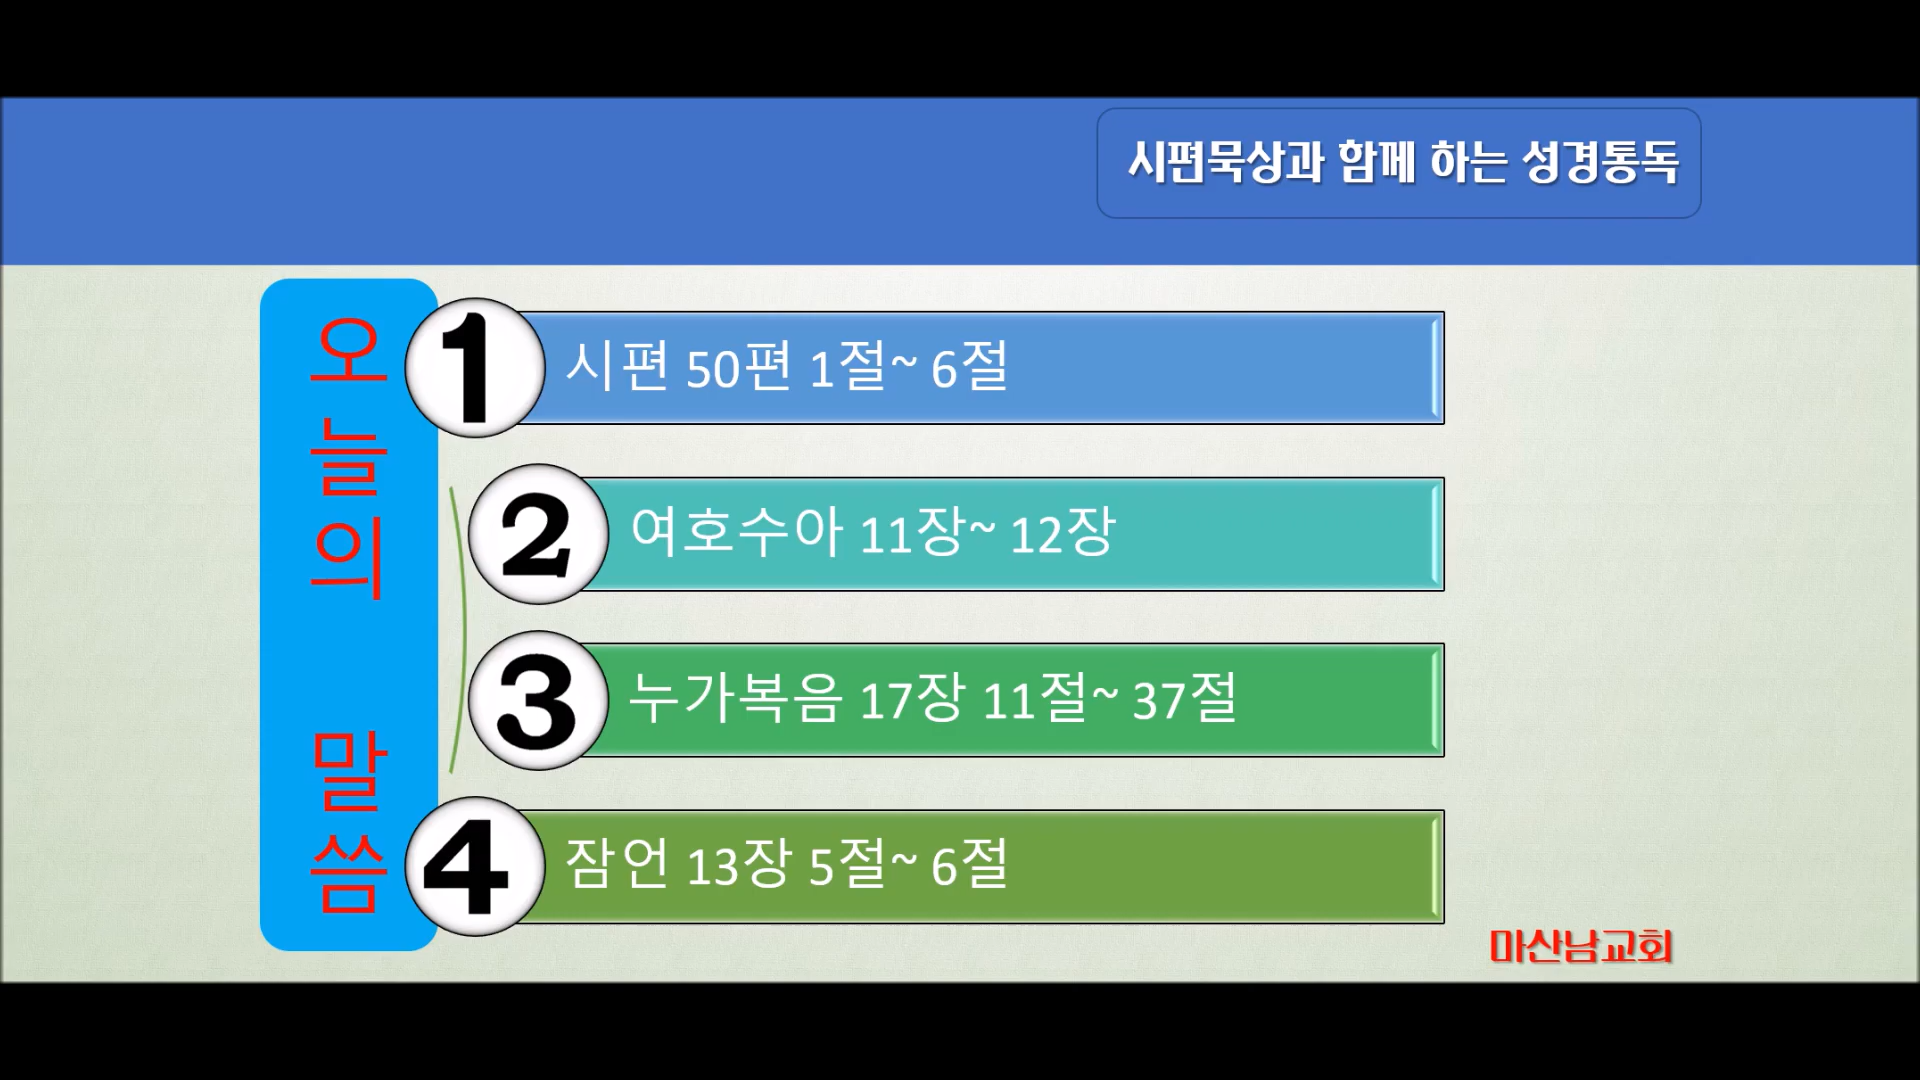 시편묵상과 함께 하는 성경통독
오늘의 말씀
1 시편 50편 1절~ 6절
2 여호수아 11장~ 12장
3 누가복음 17장 11절~ 37절
4 잠언 13장 5절~ 6절
마산남교회